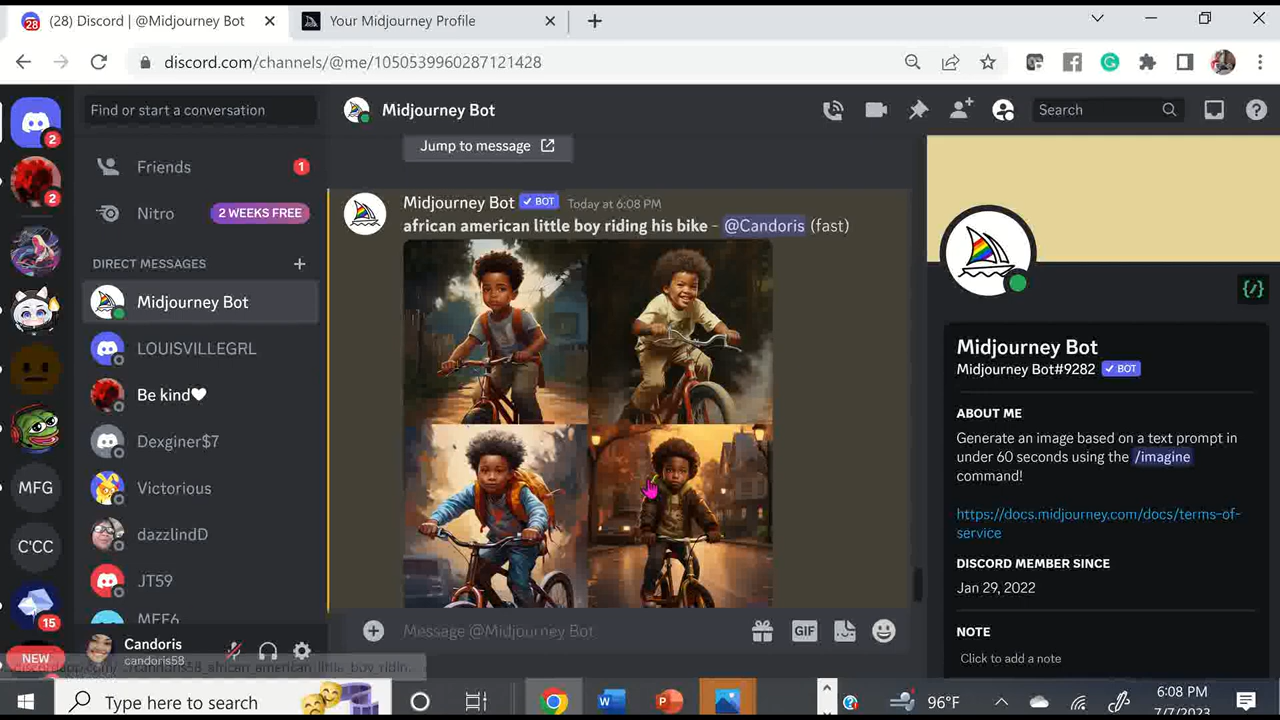 (28) Discord | @Midjourney Bot
Your Midjourney Profile
28
discord.com/channels/@me/1050539960287121428
Find or start a conversation
Midjourney Bot
Search
2
Friends
1
Jump to message
2
Nitro
2 WEEKS FREE
Midjourney Bot
BOT
Today at 6:08 PM
african american little boy riding his bike - @Candoris (fast)
DIRECT MESSAGES
Midjourney Bot
LOUISVILLEGRL
Be kind
Dexginer$7
MFG
Victorious
C'CC
dazzlindD
JT59
MEE6
15
NEW
Candoris
candoris58
Message @Midjourney Bot
GIF
Midjourney Bot
Midjourney Bot#9282
BOT
ABOUT ME
Generate an image based on a text prompt in
under 60 seconds using the /imagine
command!
https://docs.midjourney.com/docs/terms-of-
service
DISCORD MEMBER SINCE
Jan 29, 2022
NOTE
Click to add a note
Type here to search
96°F
6:08 PM
7/7/2023